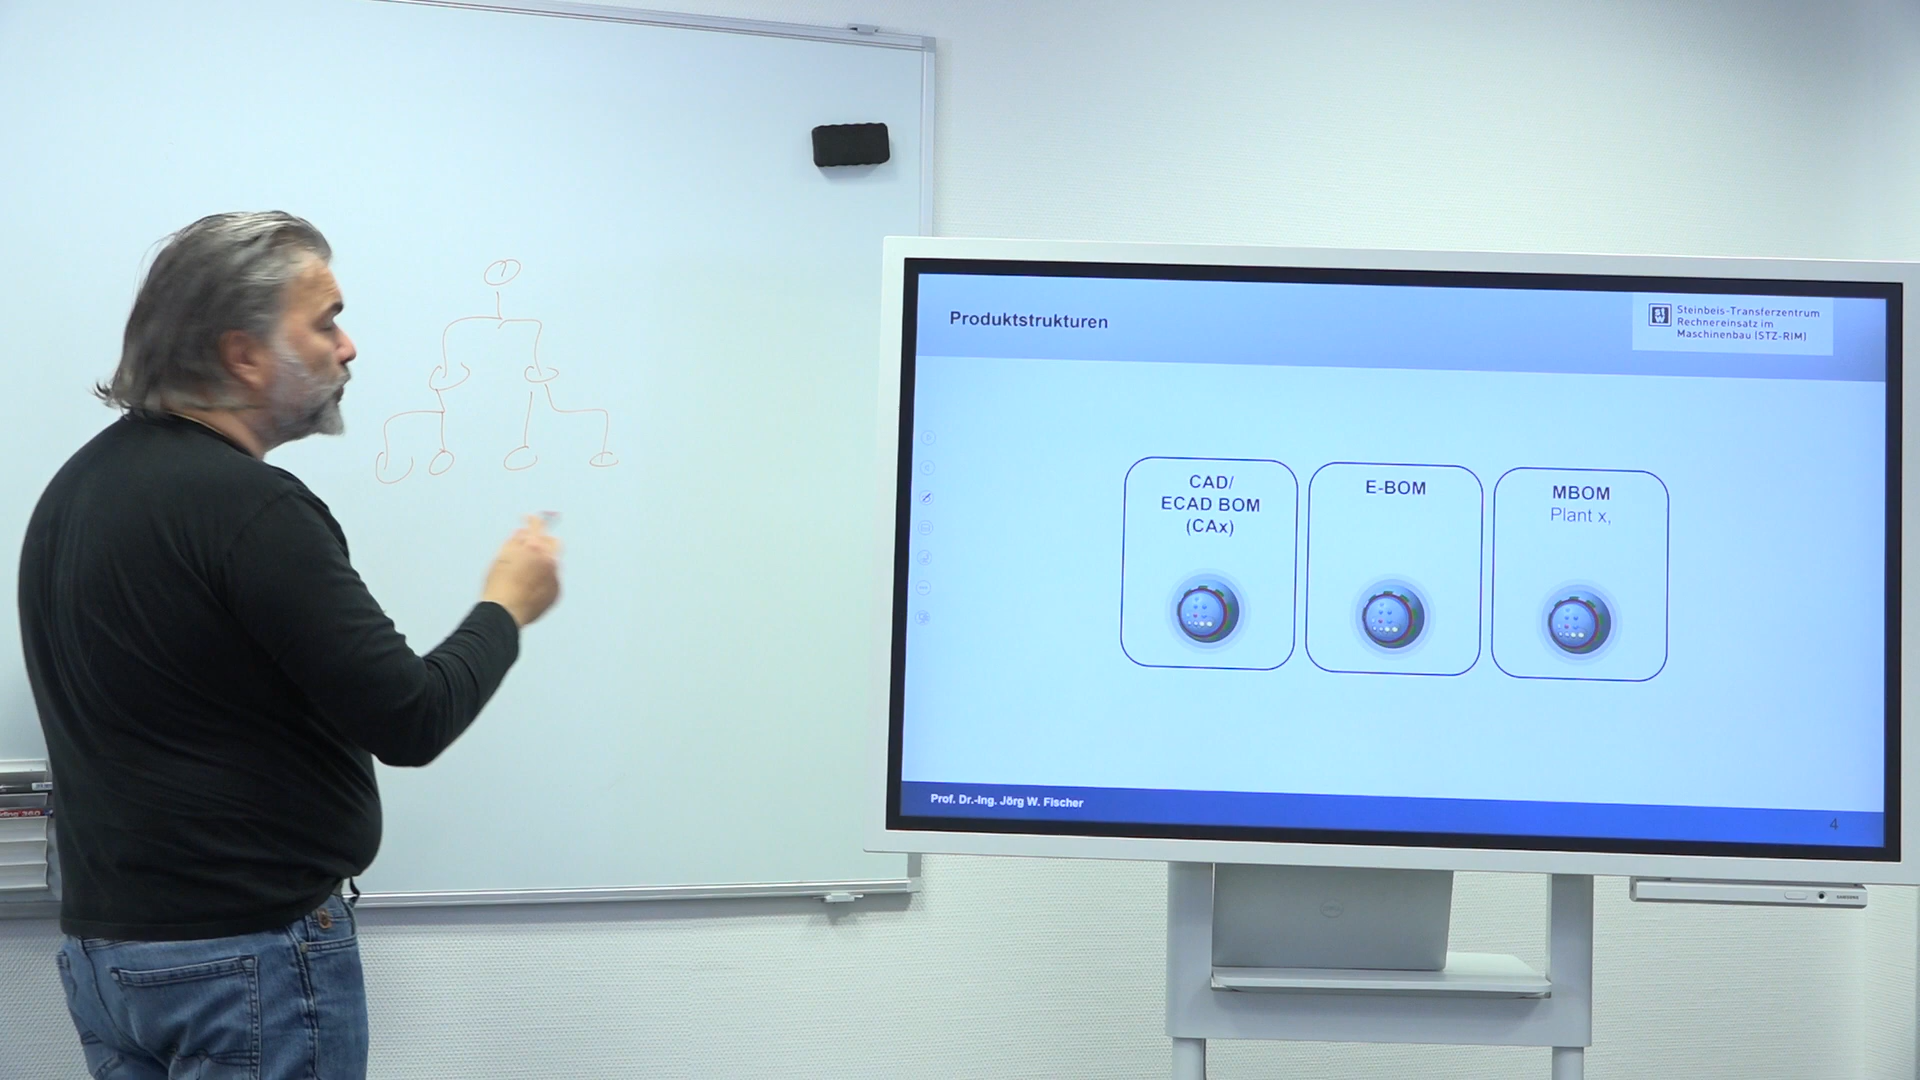 Produktstrukturen
Steinbeis-Transferzentrum
Rechnereinsatz im
Maschinenbau (STZ-RIM)
CAD/
ECAD BOM
(CAx)
E-BOM
MBOM
Plant x,
Prof. Dr.-Ing. Jörg W. Fischer
4
SAMSUNG